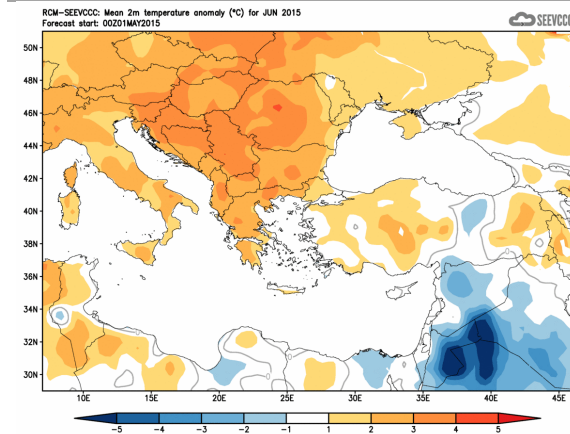 RCM-SEEVCCC: Mean 2m temperature anomaly (°C) for JUN 2015
Forecast start: 00Z01MAY2015
SEEVCCC
50N
48N
46N
44N
42N
40N
38N
36N
34N
32N
30N
10E
15E
20E
25E
30E
35E
40E
45E
-5
-4
-3
-2
-1
1
2
3
4
5